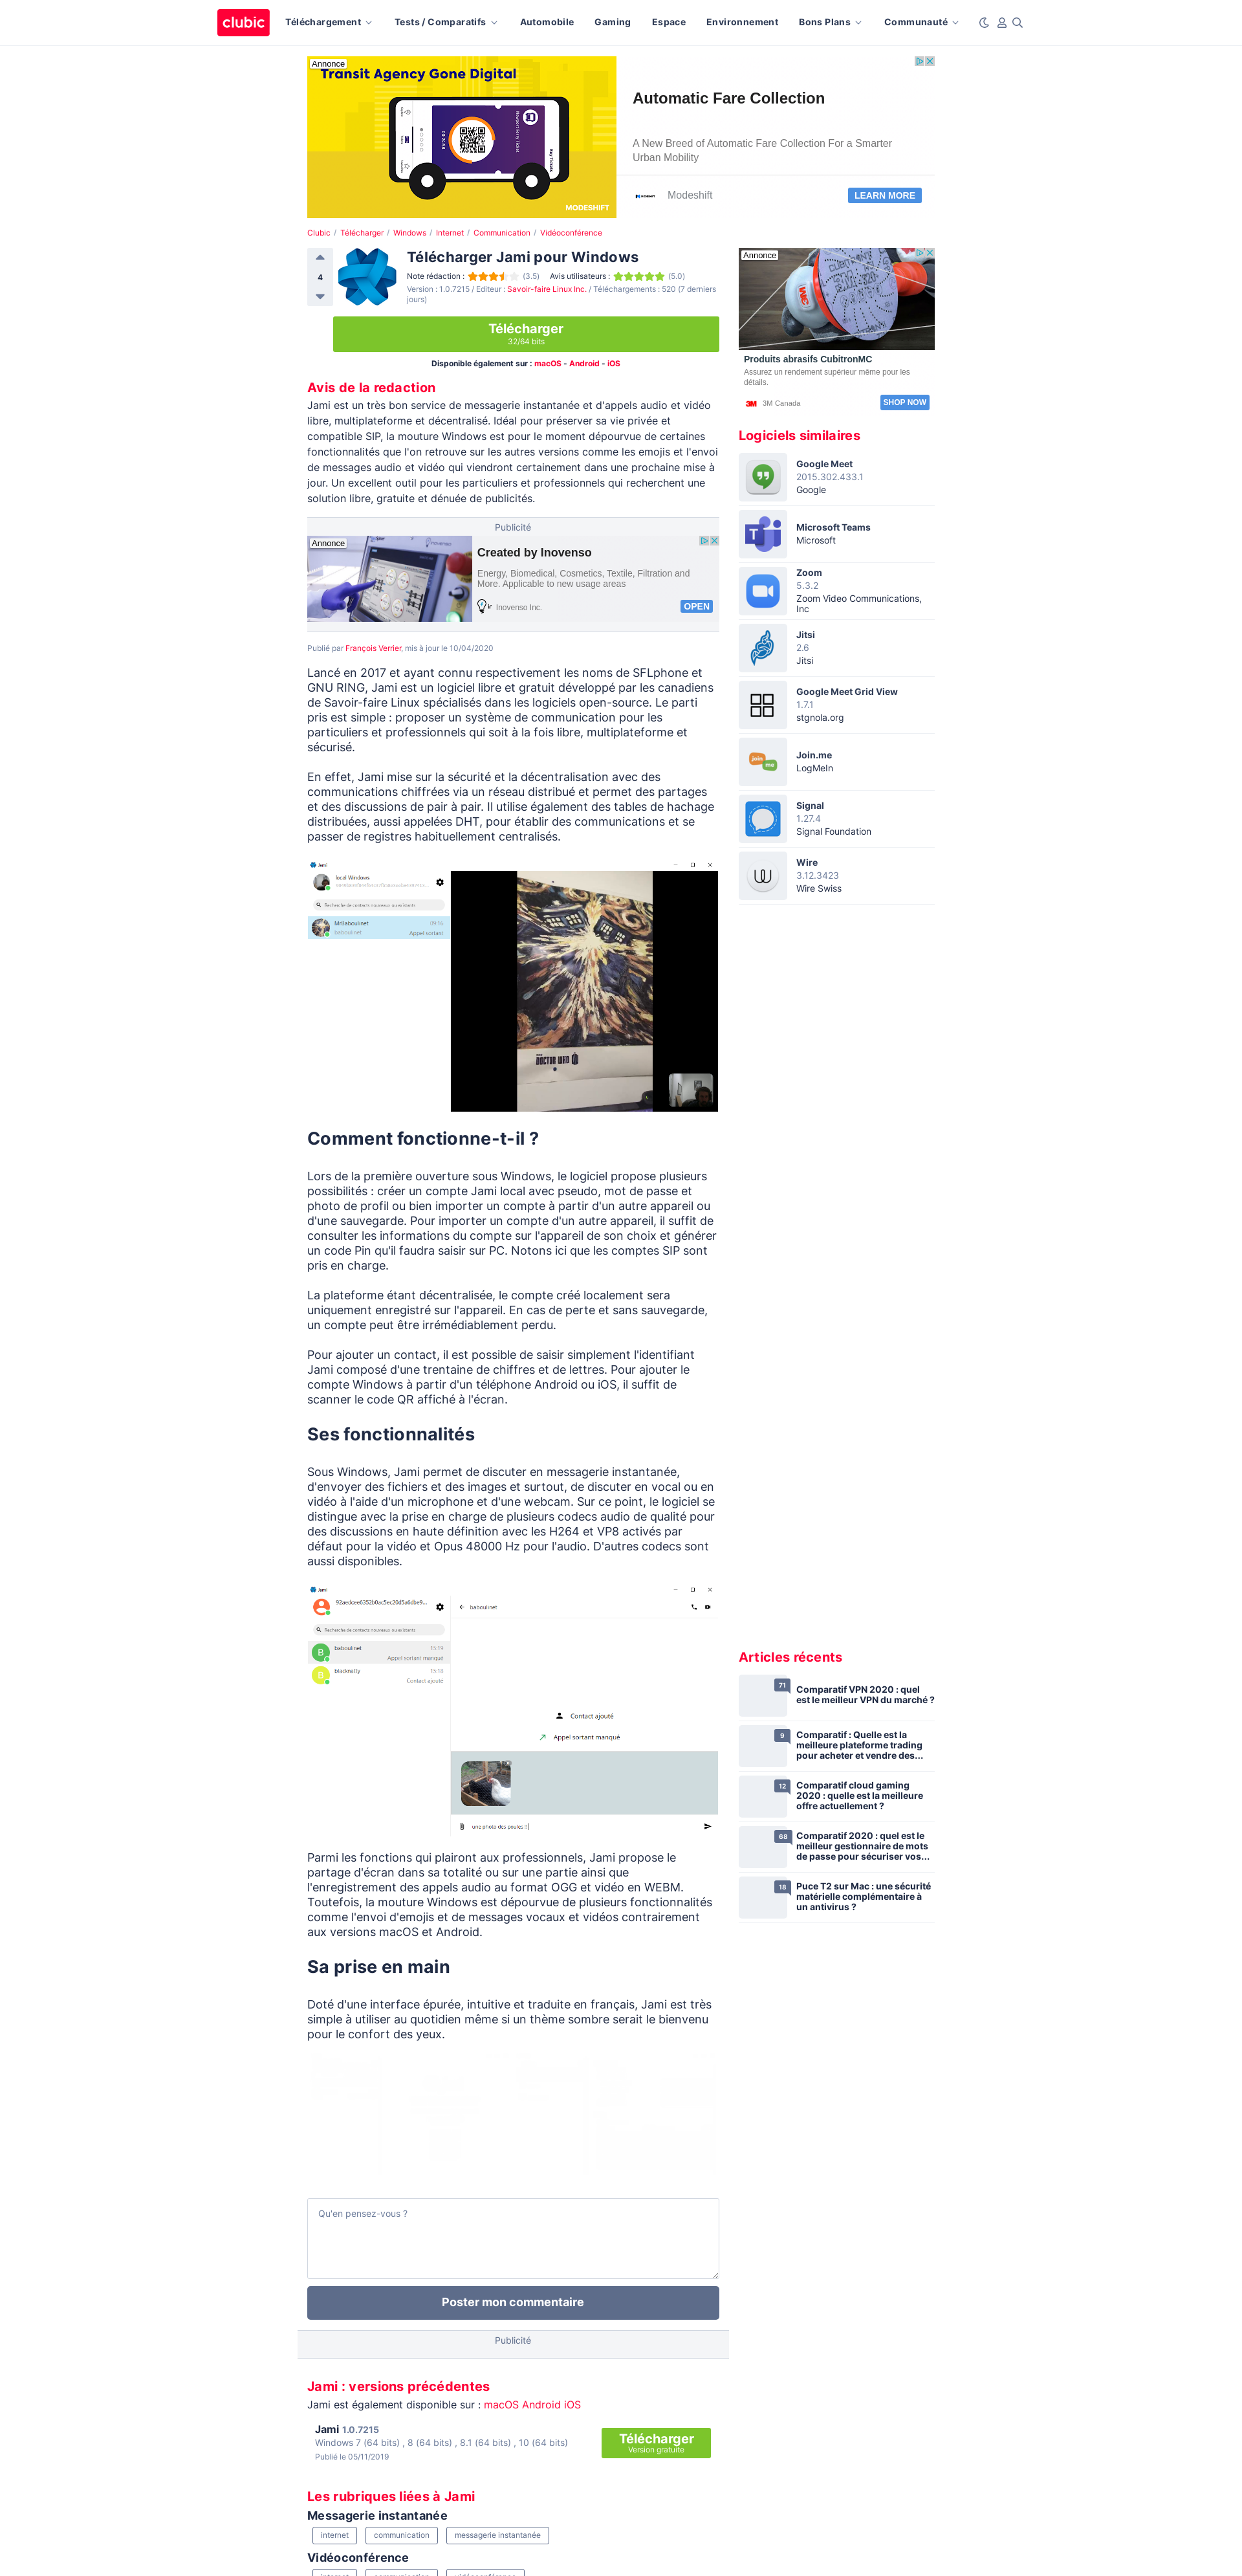 clubic
Téléchargement
Tests / Comparatifs
Automobile
Gaming
Espace
Environnement
Bons Plans
Communauté
Annonce
Transit Agency Gone Digital
MODESHIFT
Automatic Fare Collection
A New Breed of Automatic Fare Collection For a Smarter
Urban Mobility
Modeshift
LEARN MORE
Clubic / Télécharger / Windows / Internet / Communication / Vidéoconférence
4
Télécharger Jami pour Windows
Note rédaction : (3.5) Avis utilisateurs : (5.0)
Version : 1.0.7215 / Editeur : Savoir-faire Linux Inc. / Téléchargements : 520 (7 derniers
jours)
Télécharger
32/64 bits
Disponible également sur : macOS - Android - iOS
Avis de la redaction
Jami est un très bon service de messagerie instantanée et d'appels audio et vidéo
libre, multiplateforme et décentralisé. Idéal pour préserver sa vie privée et
compatible SIP, la mouture Windows est pour le moment dépourvue de certaines
fonctionnalités que l'on retrouve sur les autres versions comme les emojis et l'envoi
de messages audio et vidéo qui viendront certainement dans une prochaine mise à
jour. Un excellent outil pour les particuliers et professionnels qui recherchent une
solution libre, gratuite et dénuée de publicités.
Publicité
Annonce
Created by Inovenso
Energy, Biomedical, Cosmetics, Textile, Filtration and
More. Applicable to new usage areas
Inovenso Inc.
OPEN
Publié par François Verrier, mis à jour le 10/04/2020
Lancé en 2017 et ayant connu respectivement les noms de SFLphone et
GNU RING, Jami est un logiciel libre et gratuit développé par les canadiens
de Savoir-faire Linux spécialisés dans les logiciels open-source. Le parti
pris est simple : proposer un système de communication pour les
particuliers et professionnels qui soit à la fois libre, multiplateforme et
sécurisé.
En effet, Jami mise sur la sécurité et la décentralisation avec des
communications chiffrées via un réseau distribué et permet des partages
et des discussions de pair à pair. Il utilise également des tables de hachage
distribuées, aussi appelées DHT, pour établir des communications et se
passer de registres habituellement centralisés.
Jami
local Windows
Recherche de contacts nouveaux ou existants
Millaboulinet
baboulinet
Appel sortant
DOCTOR WHO
Comment fonctionne-t-il ?
Lors de la première ouverture sous Windows, le logiciel propose plusieurs
possibilités : créer un compte Jami local avec pseudo, mot de passe et
photo de profil ou bien importer un compte à partir d'un autre appareil ou
d'une sauvegarde. Pour importer un compte d'un autre appareil, il suffit de
consulter les informations du compte sur l'appareil de son choix et générer
un code Pin qu'il faudra saisir sur PC. Notons ici que les comptes SIP sont
pris en charge.
La plateforme étant décentralisée, le compte créé localement sera
uniquement enregistré sur l'appareil. En cas de perte et sans sauvegarde,
un compte peut être irrémédiablement perdu.
Pour ajouter un contact, il est possible de saisir simplement l'identifiant
Jami composé d'une trentaine de chiffres et de lettres. Pour ajouter le
compte Windows à partir d'un téléphone Android ou iOS, il suffit de
scanner le code QR affiché à l'écran.
Ses fonctionnalités
Sous Windows, Jami permet de discuter en messagerie instantanée,
d'envoyer des fichiers et des images et surtout, de discuter en vocal ou en
vidéo à l'aide d'un microphone et d'une webcam. Sur ce point, le logiciel se
distingue avec la prise en charge de plusieurs codecs audio de qualité pour
des discussions en haute définition avec les H264 et VP8 activés par
défaut pour la vidéo et Opus 48000 Hz pour l'audio. D'autres codecs sont
aussi disponibles.
Jami
baboulinet
Recherche de contacts nouveaux ou existants
B baboulinet 15:19
Appel sortant manqué
B blacknally 15:18
Contact ajouté
Contact ajouté
Appel sortant manqué
une photo des poules !!
Parmi les fonctions qui plairont aux professionnels, Jami propose le
partage d'écran dans sa totalité ou sur une partie ainsi que
l'enregistrement des appels audio au format OGG et vidéo en WEBM.
Toutefois, la mouture Windows est dépourvue de plusieurs fonctionnalités
comme l'envoi d'emojis et de messages vocaux et vidéos contrairement
aux versions macOS et Android.
Sa prise en main
Doté d'une interface épurée, intuitive et traduite en français, Jami est très
simple à utiliser au quotidien même si un thème sombre serait le bienvenu
pour le confort des yeux.
Qu'en pensez-vous ?
Poster mon commentaire
Publicité
Jami : versions précédentes
Jami est également disponible sur : macOS Android iOS
Jami 1.0.7215
Windows 7 (64 bits) , 8 (64 bits) , 8.1 (64 bits) , 10 (64 bits)
Publié le 05/11/2019
Télécharger
Version gratuite
Les rubriques liées à Jami
Messagerie instantanée
internet
communication
messagerie instantanée
Vidéoconférence
Annonce
Produits abrasifs CubitronMC
Assurez un rendement supérieur même pour les
détails.
3M
3M Canada
SHOP NOW
Logiciels similaires
Google Meet
2015.302.433.1
Google
Microsoft Teams
Microsoft
Zoom
5.3.2
Zoom Video Communications,
Inc
Jitsi
2.6
Jitsi
Google Meet Grid View
1.7.1
stgnola.org
join me
Join.me
LogMeIn
Signal
1.27.4
Signal Foundation
Wire
3.12.3423
Wire Swiss
Articles récents
71
Comparatif VPN 2020 : quel
est le meilleur VPN du marché ?
9
Comparatif : Quelle est la
meilleure plateforme trading
pour acheter et vendre des...
12
Comparatif cloud gaming
2020 : quelle est la meilleure
offre actuellement ?
68
Comparatif 2020 : quel est le
meilleur gestionnaire de mots
de passe pour sécuriser vos...
18
Puce T2 sur Mac : une sécurité
matérielle complémentaire à
un antivirus ?